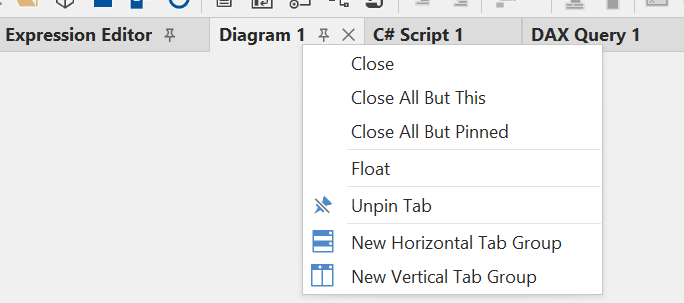 Expression Editor Diagram 1 C# Script 1 DAX Query 1
Close
Close All But This
Close All But Pinned
Float
Unpin Tab
New Horizontal Tab Group
New Vertical Tab Group